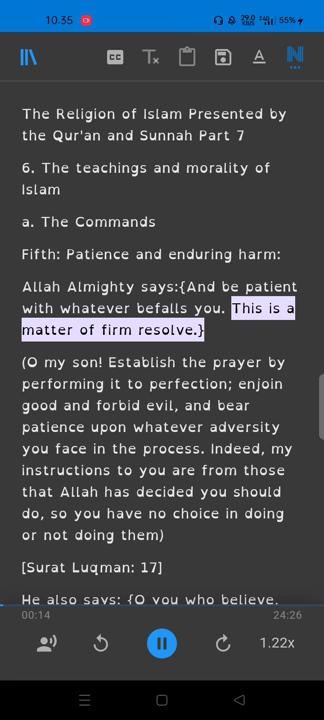 10.35
29.0 KB/S
55%
CC
The Religion of Islam Presented by
the Qur'an and Sunnah Part 7
6. The teachings and morality of
Islam
a. The Commands
Fifth: Patience and enduring harm:
Allah Almighty says:{And be patient
with whatever befalls you. This is a
matter of firm resolve.}
(O my son! Establish the prayer by
performing it to perfection; enjoin
good and forbid evil, and bear
patience upon whatever adversity
you face in the process. Indeed, my
instructions to you are from those
that Allah has decided you should
do, so you have no choice in doing
or not doing them)
[Surat Luqman: 17]
He also says: {O you who believe,
00:14 24:26
1.22x